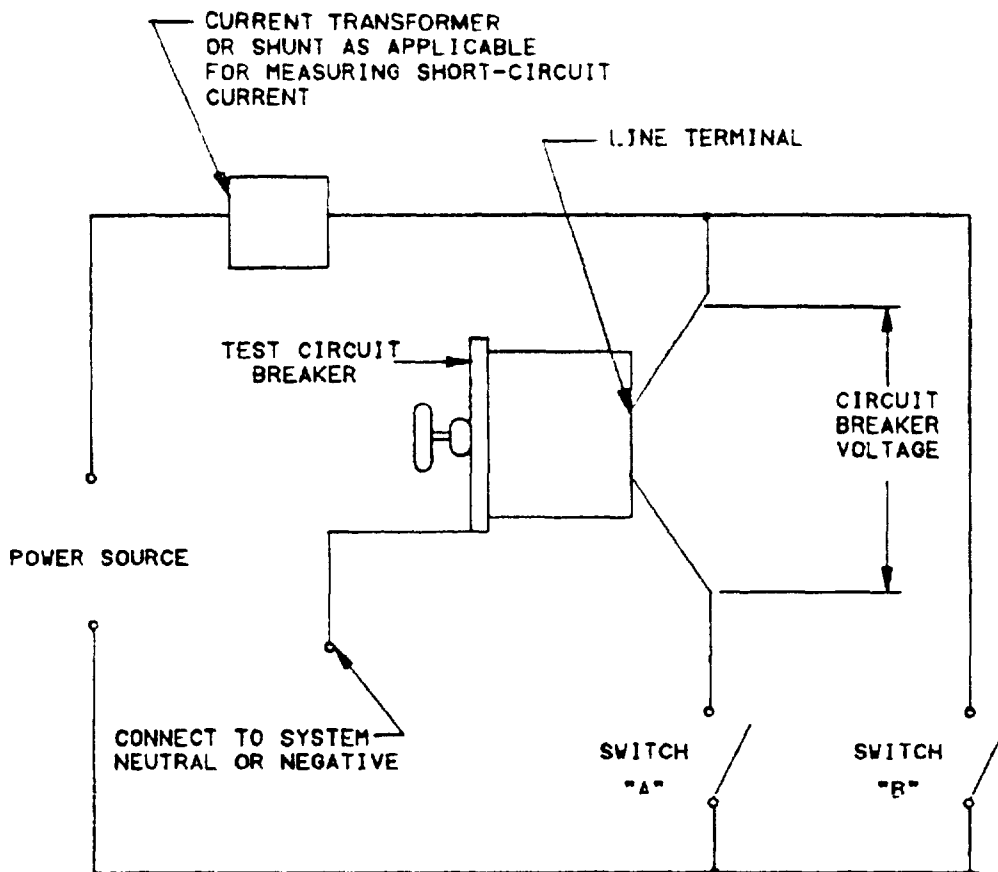 CURRENT TRANSFORMER
OR SHUNT AS APPLICABLE
FOR MEASURING SHORT-CIRCUIT
CURRENT
LINE TERMINAL
TEST CIRCUIT
BREAKER
CIRCUIT
BREAKER
VOLTAGE
POWER SOURCE
CONNECT TO SYSTEM
NEUTRAL OR NEGATIVE
SWITCH
"A"
SWITCH
"B"